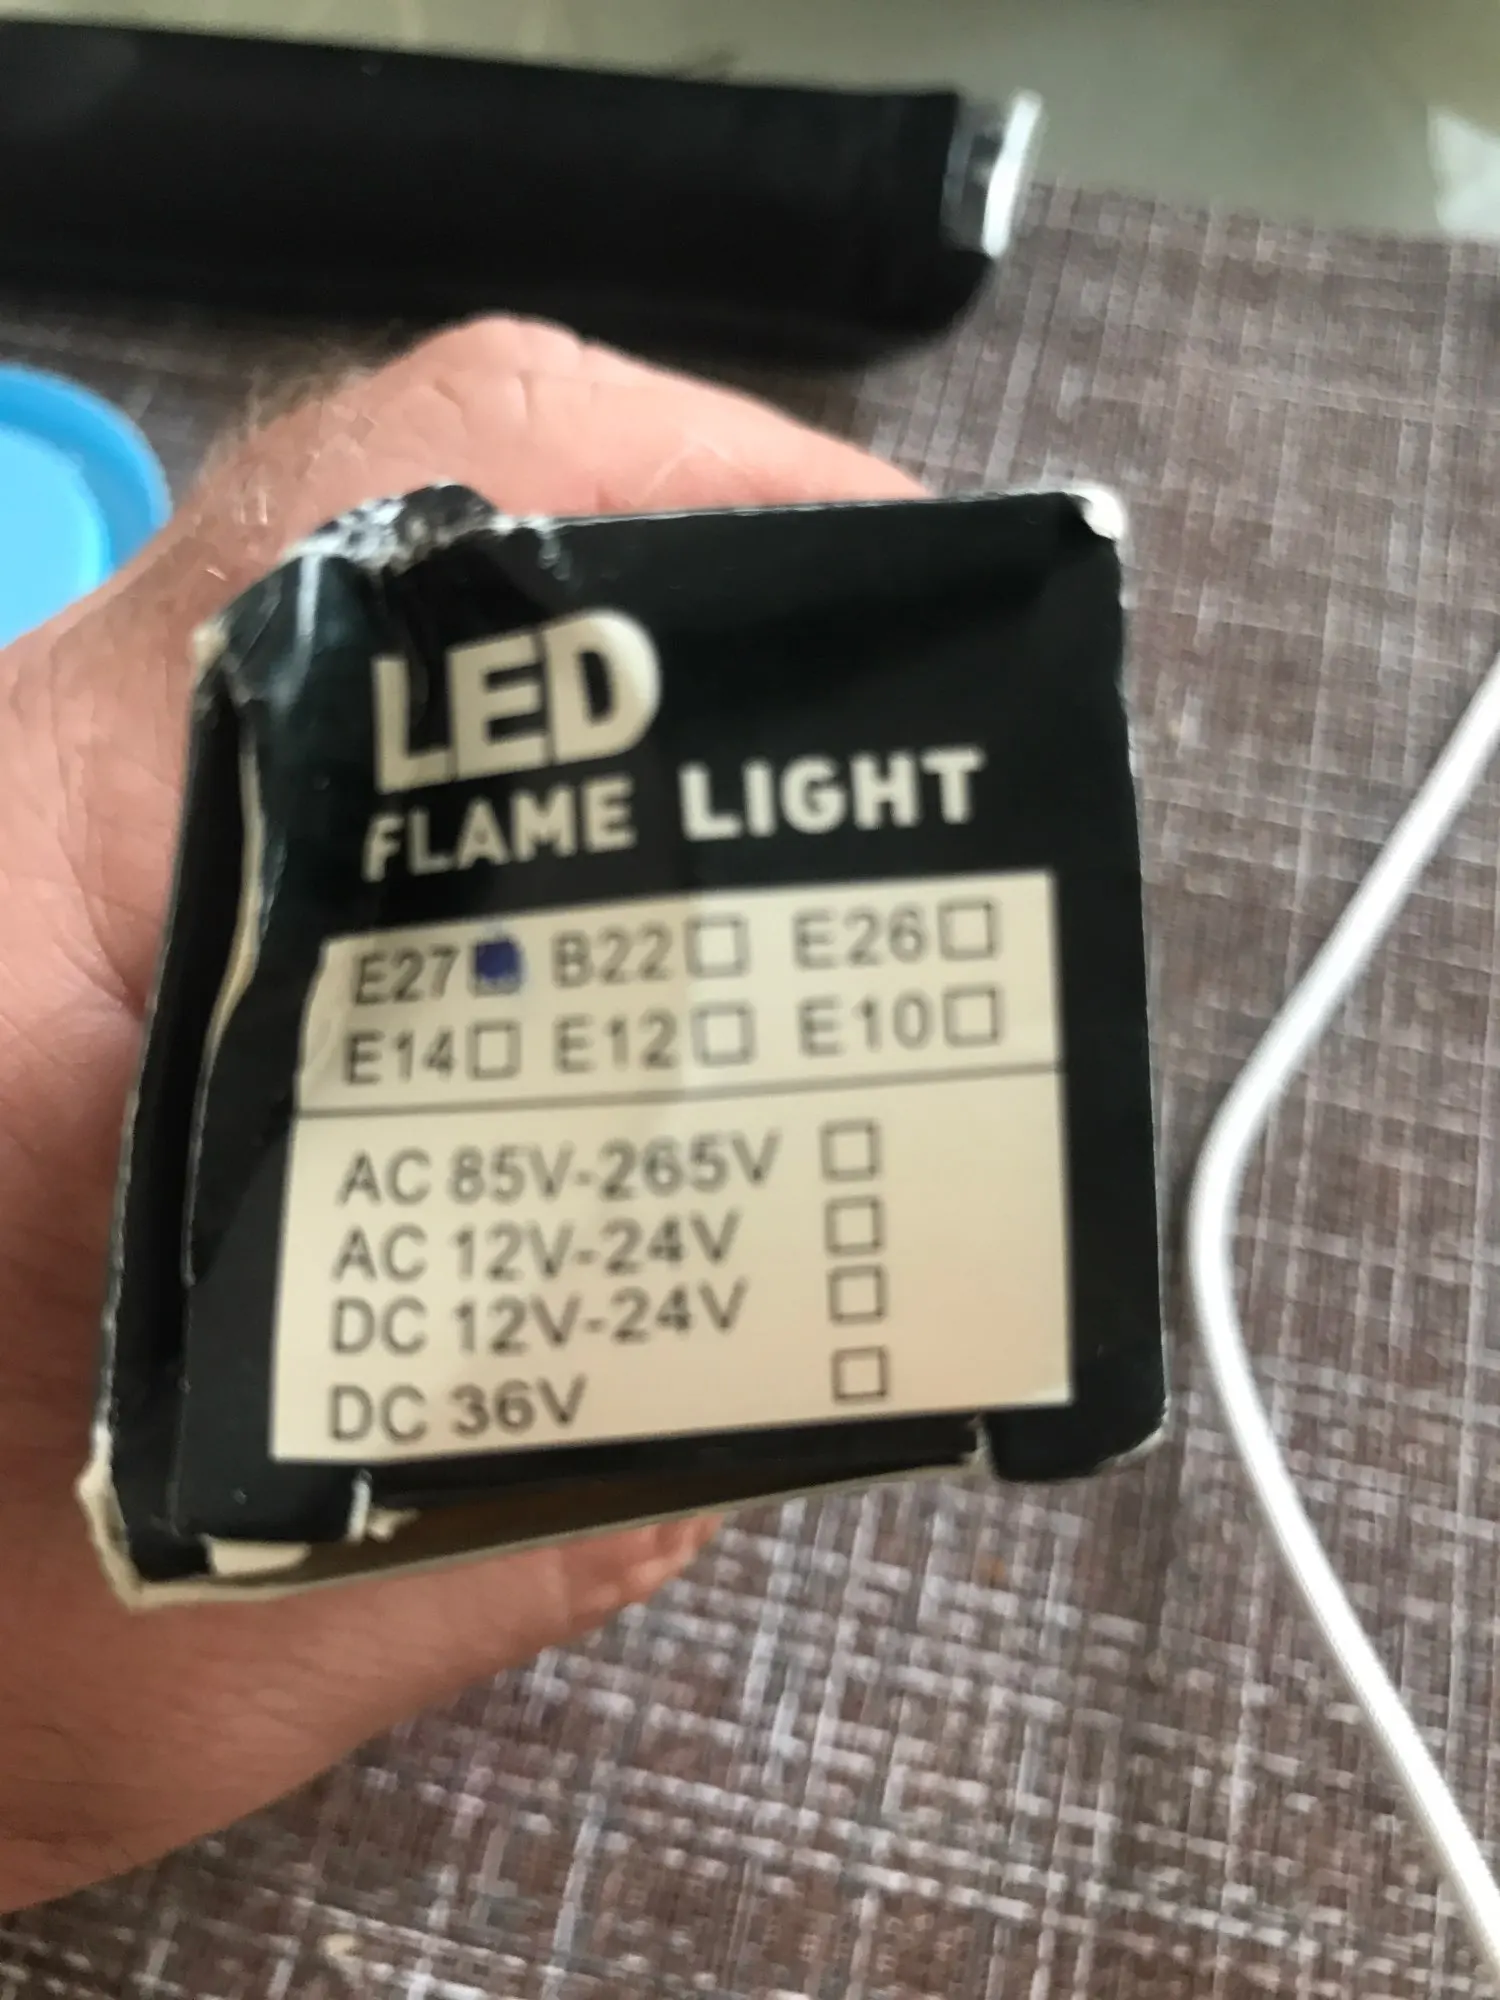 LED
FLAME LIGHT
E27 ■ B22 □ E26 □
E14 □ E12 □ E10 □
AC 85V-265V □
AC 12V-24V □
DC 12V-24V □
DC 36V □